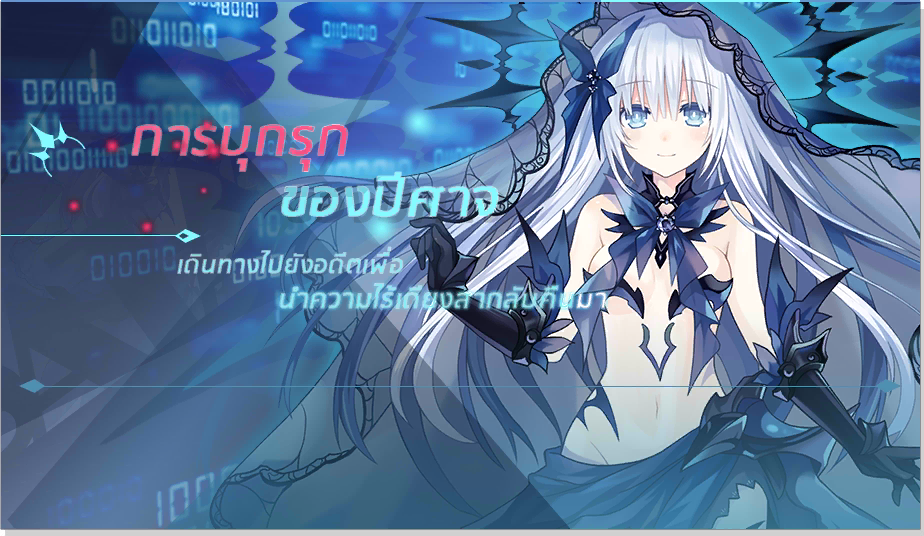 0011010
การบุกรุก
ของปีศาจ
010010
เดินทางไปยังอดีตเพื่อ
นำความไร้เดียงสากลับคืนมา